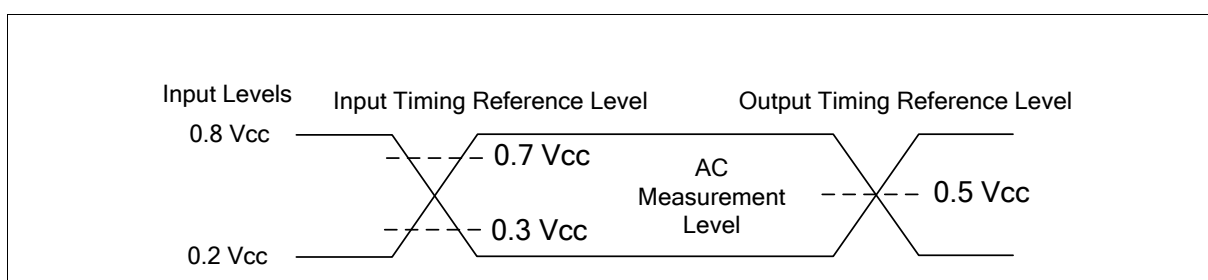 Input Levels
Input Timing Reference Level
Output Timing Reference Level
0.8 Vcc
0.7 Vcc
AC
Measurement
Level
0.5 Vcc
0.3 Vcc
0.2 Vcc